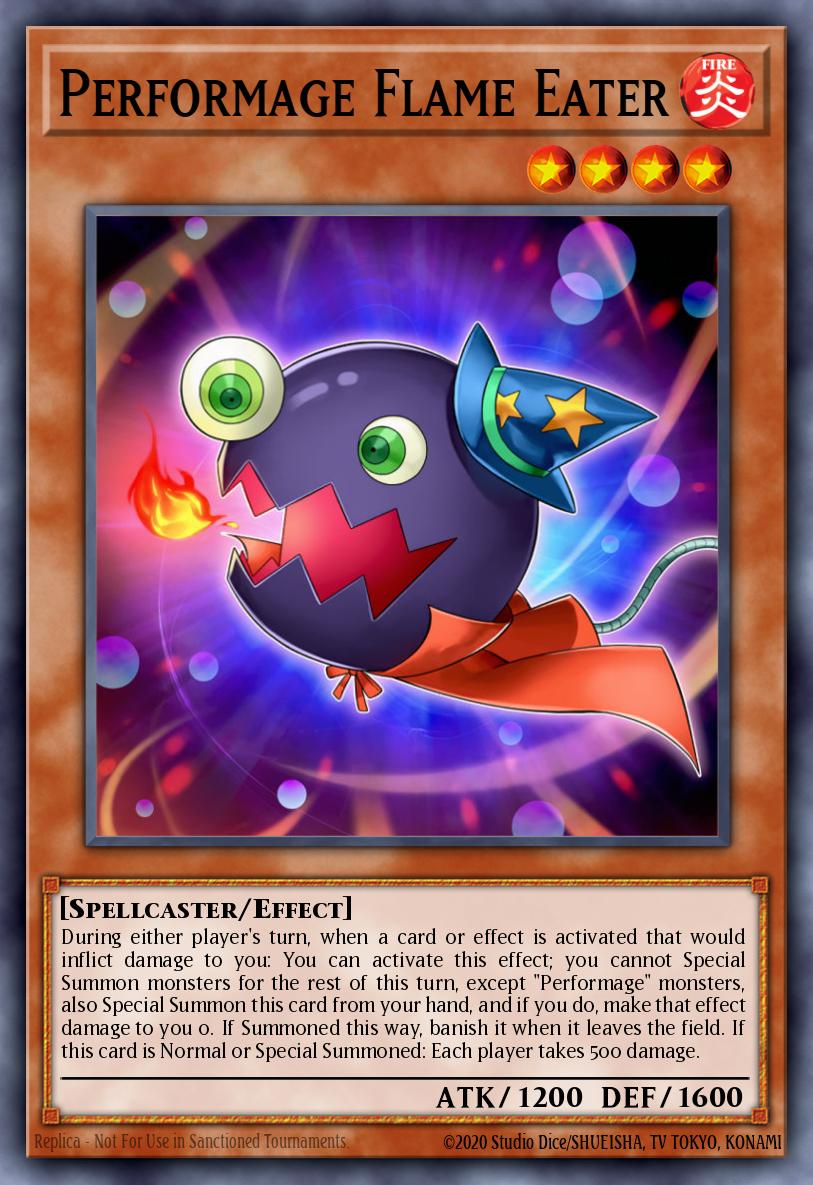 Performage Flame Eater
FIRE
炎
[Spellcaster/Effect]
During either player's turn, when a card or effect is activated that would
inflict damage to you: You can activate this effect; you cannot Special
Summon monsters for the rest of this turn, except "Performage" monsters,
also Special Summon this card from your hand, and if you do, make that effect
damage to you 0. If Summoned this way, banish it when it leaves the field. If
this card is Normal or Special Summoned: Each player takes 500 damage.
ATK/1200 DEF/1600
Replica - Not For Use in Sanctioned Tournaments.
©2020 Studio Dice/SHUEISHA, TV TOKYO, KONAMI